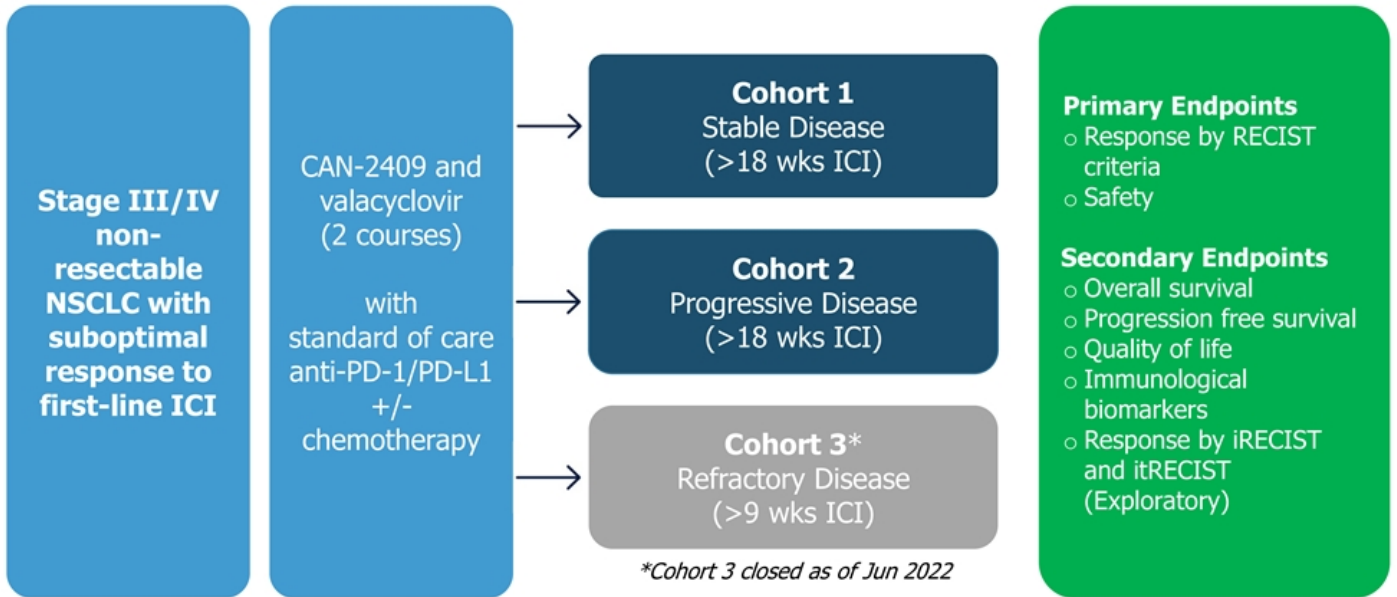 Stage III/IV
non-
resectable
NSCLC with
suboptimal
response to
first-line ICI
CAN-2409 and
valacyclovir
(2 courses)
with
standard of care
anti-PD-1/PD-L1
+/-
chemotherapy
Cohort 1
Stable Disease
(>18 wks ICI)
Cohort 2
Progressive Disease
(>18 wks ICI)
Cohort 3*
Refractory Disease
(>9 wks ICI)
*Cohort 3 closed as of Jun 2022
Primary Endpoints
○ Response by RECIST
criteria
○ Safety
Secondary Endpoints
○ Overall survival
○ Progression free survival
○ Quality of life
○ Immunological
biomarkers
○ Response by iRECIST
and itRECIST
(Exploratory)